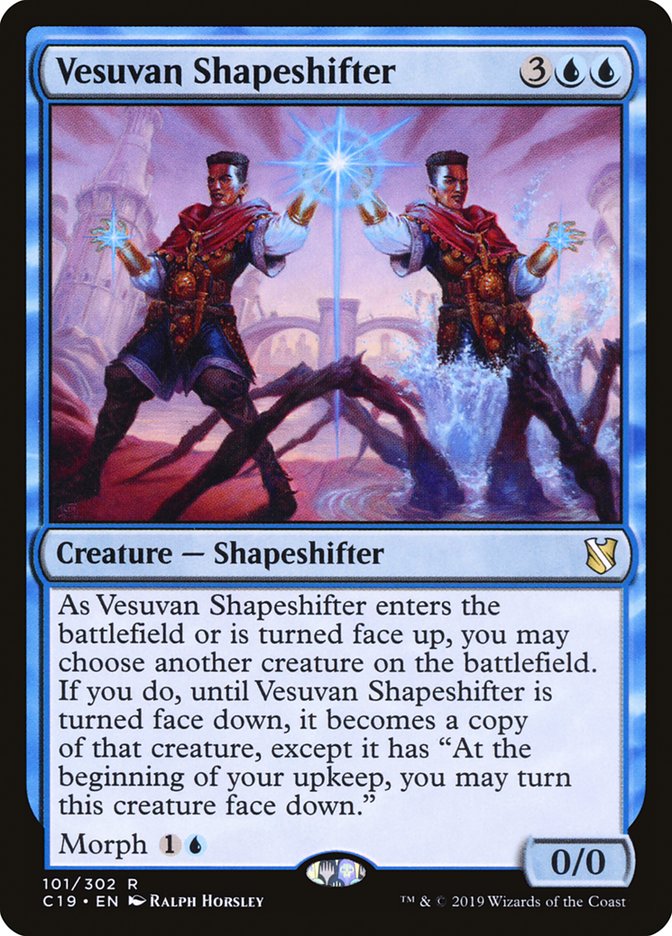 Vesuvan Shapeshifter 3
Creature — Shapeshifter
As Vesuvan Shapeshifter enters the
battlefield or is turned face up, you may
choose another creature on the battlefield.
If you do, until Vesuvan Shapeshifter is
turned face down, it becomes a copy
of that creature, except it has “At the
beginning of your upkeep, you may turn
this creature face down.”
Morph 1
0/0
101/302 R
C19 • EN RALPH HORSLEY
™ & © 2019 Wizards of the Coast